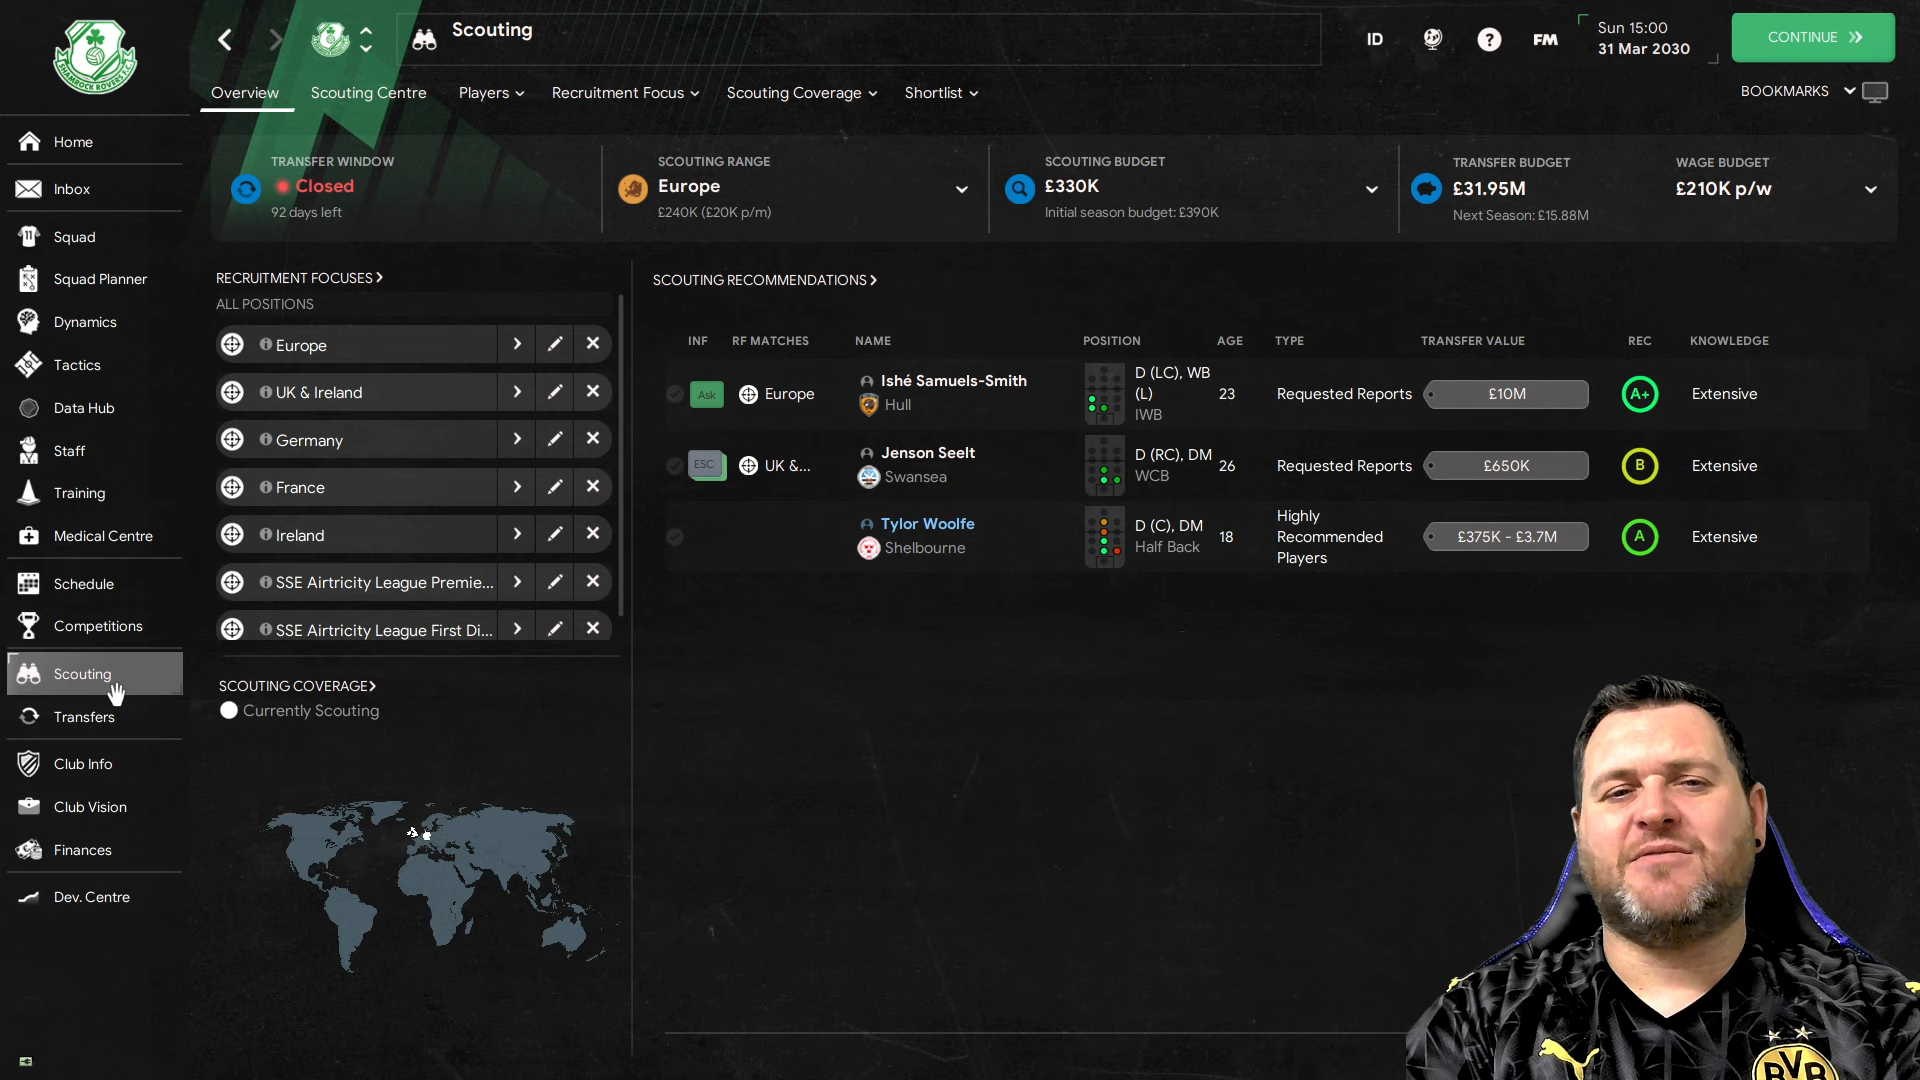 SHAMROCK ROVERS F.C.
Scouting
ID
FM
Sun 15:00
31 Mar 2030
CONTINUE
Overview
Scouting Centre
Players
Recruitment Focus
Scouting Coverage
Shortlist
BOOKMARKS
Home
Inbox
Squad
Squad Planner
Dynamics
Tactics
Data Hub
Staff
Training
Medical Centre
Schedule
Competitions
Scouting
Transfers
Club Info
Club Vision
Finances
Dev. Centre
TRANSFER WINDOW
Closed
92 days left
SCOUTING RANGE
Europe
£240K (£20K p/m)
SCOUTING BUDGET
£330K
Initial season budget: £390K
TRANSFER BUDGET
£31.95M
Next Season: £15.88M
WAGE BUDGET
£210K p/w
RECRUITMENT FOCUSES
ALL POSITIONS
Europe
UK & Ireland
Germany
France
Ireland
SSE Airtricity League Premie...
SSE Airtricity League First Di...
SCOUTING COVERAGE
Currently Scouting
SCOUTING RECOMMENDATIONS
INF RF MATCHES NAME POSITION AGE TYPE TRANSFER VALUE REC KNOWLEDGE
Ask
Europe
Ishé Samuels-Smith
Hull
D (LC), WB
(L)
IWB
23
Requested Reports
£10M
A+
Extensive
ESC
UK &...
Jenson Seelt
Swansea
D (RC), DM
WCB
26
Requested Reports
£650K
B
Extensive
Tylor Woolfe
Shelbourne
D (C), DM
Half Back
18
Highly
Recommended
Players
£375K - £3.7M
A
Extensive
BVB